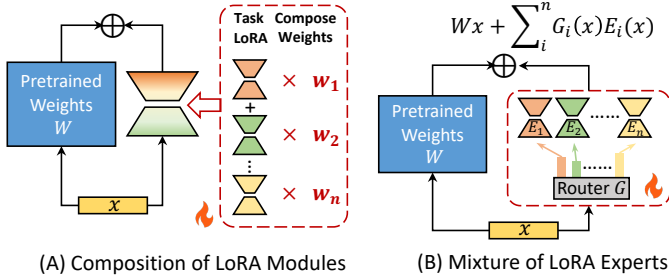 Task LoRA
Compose Weights
Pretrained Weights W
× w₁
+
× w₂
⋮
× wₙ
x
(A) Composition of LoRA Modules
Wx + ∑ᵢⁿ Gᵢ(x)Eᵢ(x)
Pretrained Weights W
E₁ E₂ ...... Eₙ
......
Router G
x
(B) Mixture of LoRA Experts